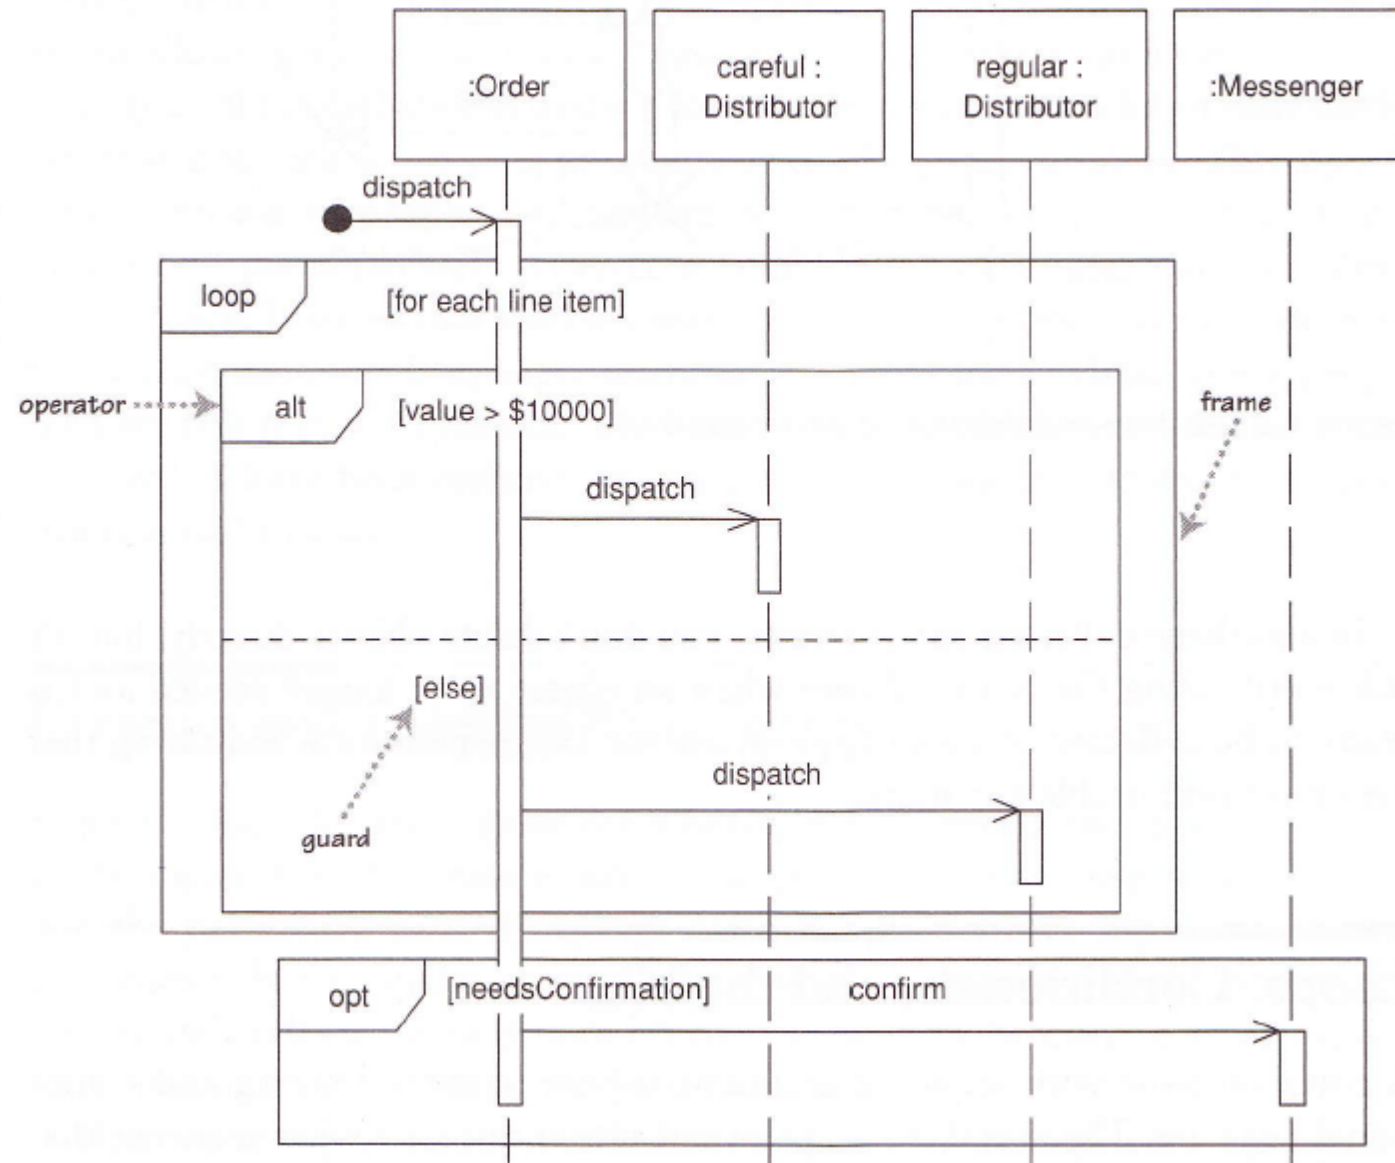 :Order
careful :
Distributor
regular :
Distributor
:Messenger
dispatch
loop
[for each line item]
operator
alt
[value > $10000]
frame
dispatch
[else]
dispatch
guard
opt
[needsConfirmation]
confirm